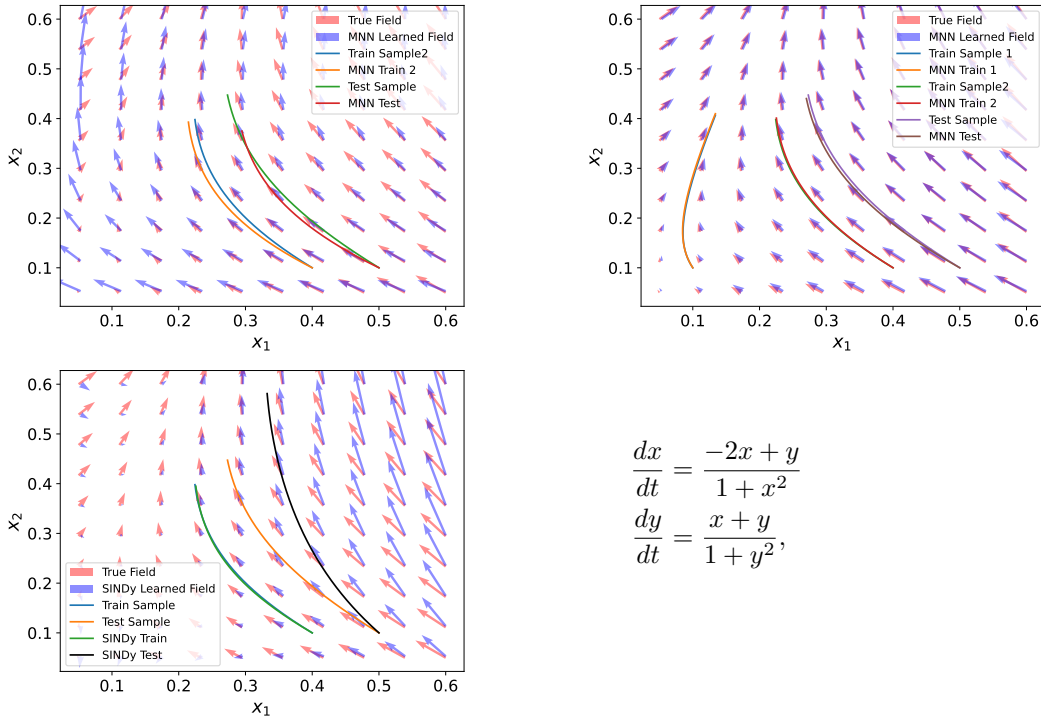 0.6
0.5
0.4
0.3
0.2
0.1
x₂
True Field
MNN Learned Field
Train Sample2
MNN Train 2
Test Sample
MNN Test
0.1 0.2 0.3 0.4 0.5 0.6
x₁
0.6
0.5
0.4
0.3
0.2
0.1
x₂
True Field
MNN Learned Field
Train Sample 1
MNN Train 1
Train Sample2
MNN Train 2
Test Sample
MNN Test
0.1 0.2 0.3 0.4 0.5 0.6
x₁
0.6
0.5
0.4
0.3
0.2
0.1
x₂
True Field
SINDy Learned Field
Train Sample
Test Sample
SINDy Train
SINDy Test
0.1 0.2 0.3 0.4 0.5 0.6
x₁
dx/dt = (-2x + y)/(1 + x²)
dy/dt = (x + y)/(1 + y²),